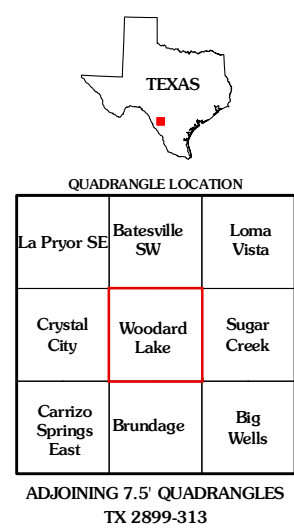 TEXAS
QUADRANGLE LOCATION
La Pryor SE
Batesville
SW
Loma
Vista
Crystal
City
Woodard
Lake
Sugar
Creek
Carrizo
Springs
East
Brundage
Big
Wells
ADJOINING 7.5' QUADRANGLES
TX 2899-313